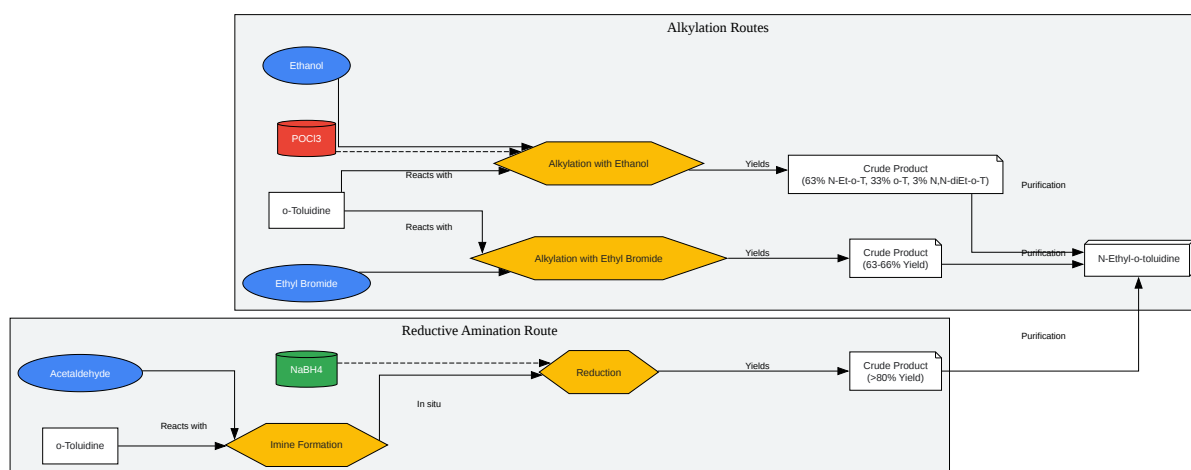 Alkylation Routes
Ethanol
POCl3
Alkylation with Ethanol
Yields
Crude Product
(63% N-Et-o-T, 33% o-T, 3% N,N-diEt-o-T)
Purification
Reacts with
o-Toluidine
Reacts with
Alkylation with Ethyl Bromide
Yields
Crude Product
(63-66% Yield)
Purification
N-Ethyl-o-toluidine
Ethyl Bromide
Reductive Amination Route
Purification
Acetaldehyde
NaBH4
Reduction
Yields
Crude Product
(>80% Yield)
In situ
Reacts with
o-Toluidine
Imine Formation